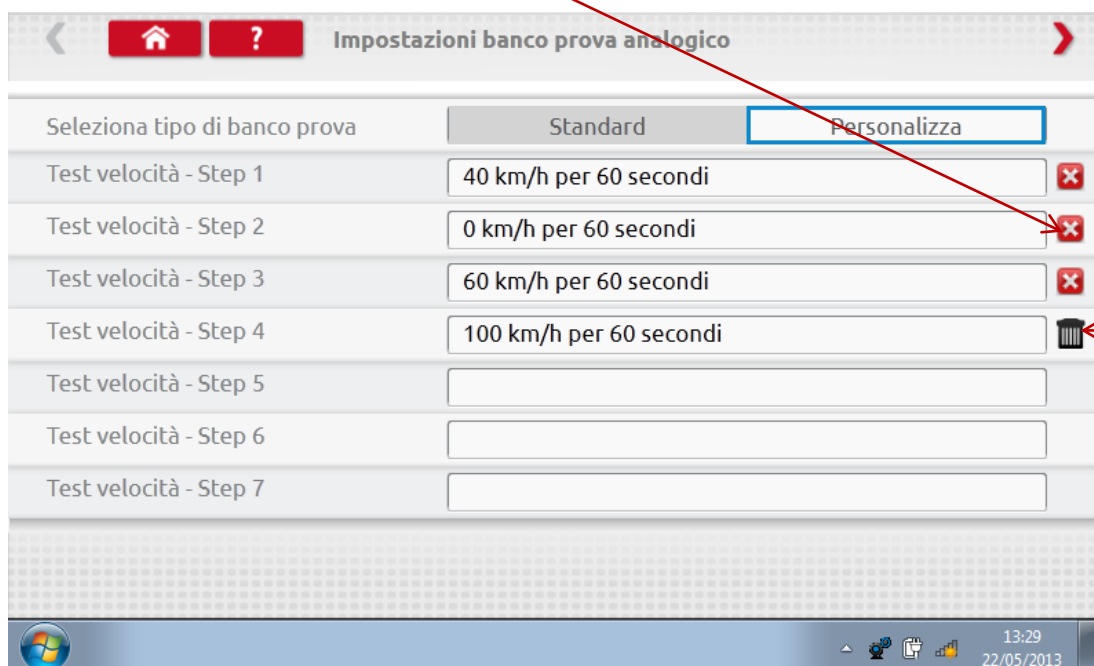 ?
Impostazioni banco prova analogico
Seleziona tipo di banco prova Standard Personalizza
Test velocità - Step 1 40 km/h per 60 secondi
Test velocità - Step 2 0 km/h per 60 secondi
Test velocità - Step 3 60 km/h per 60 secondi
Test velocità - Step 4 100 km/h per 60 secondi
Test velocità - Step 5
Test velocità - Step 6
Test velocità - Step 7
13:29
22/05/2013